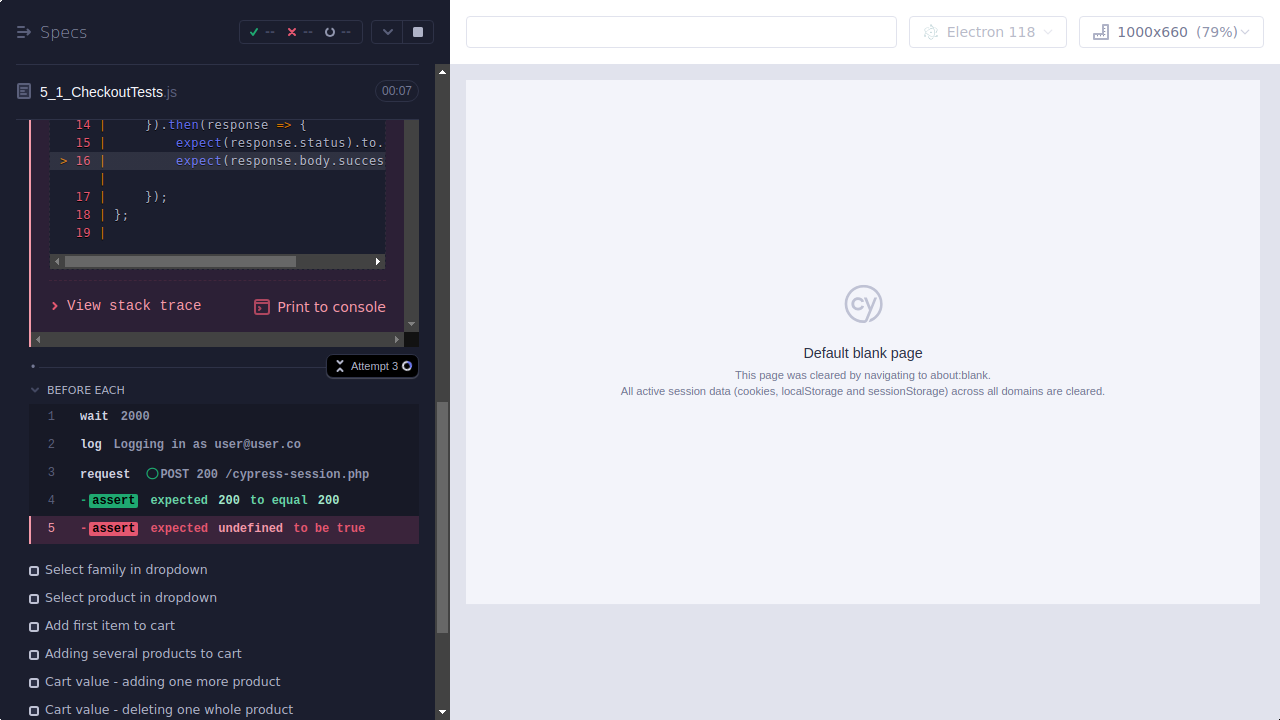 Specs
-- -- --
5_1_CheckoutTests.js 00:07
14 | }).then(response => {
15 | expect(response.status).to.
> 16 | expect(response.body.succes
|
17 | });
18 | };
19 |
View stack trace
Print to console
Attempt 3
BEFORE EACH
1 wait 2000
2 log Logging in as user@user.co
3 request POST 200 /cypress-session.php
4 -assert expected 200 to equal 200
5 -assert expected undefined to be true
Select family in dropdown
Select product in dropdown
Add first item to cart
Adding several products to cart
Cart value - adding one more product
Cart value - deleting one whole product
Electron 118
1000x660 (79%)
cy
Default blank page
This page was cleared by navigating to about:blank.
All active session data (cookies, localStorage and sessionStorage) across all domains are cleared.